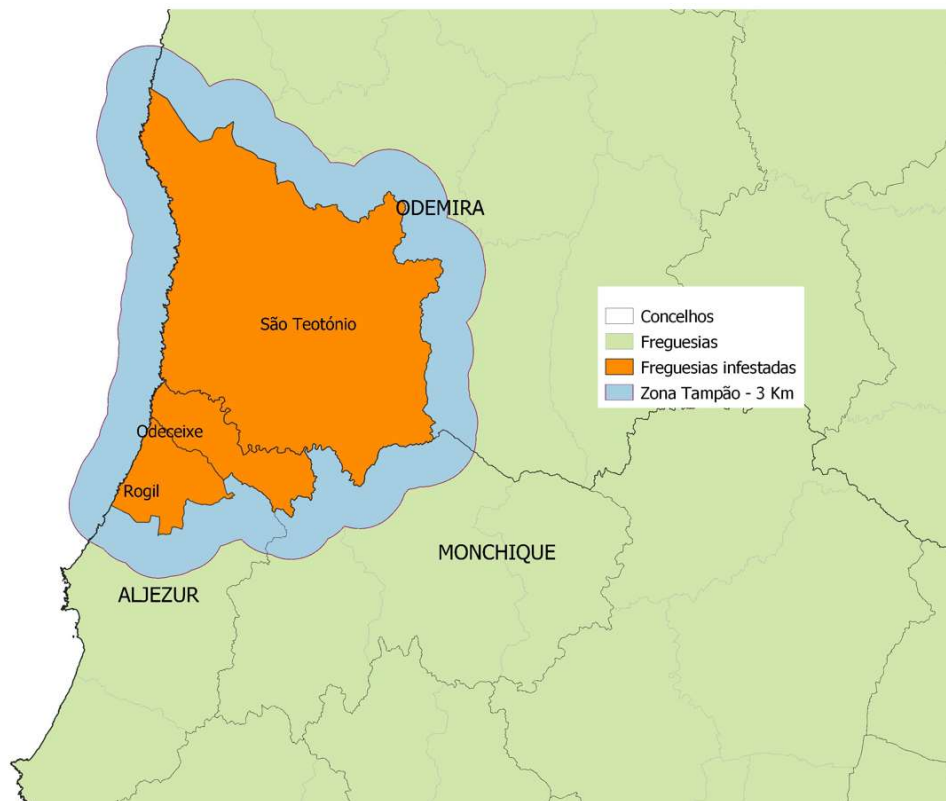 ODEMIRA
São Teotónio
Concelhos
Freguesias
Freguesias infestadas
Zona Tampão - 3 Km
Odeceixe
Rogil
MONCHIQUE
ALJEZUR